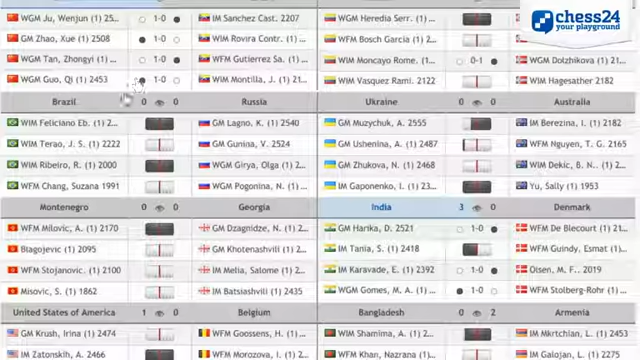 chess24
your playground
WGM Ju, Wenjun (1) 25... 1-0 IM Sanchez Cast. 2207
GM Zhao, Xue (1) 2508 1-0 WIM Rovira Contr. (1) ...
WGM Tan, Zhongyi (1) ... 1-0 WFM Gutierrez Sa. (1) ...
WGM Guo, Qi (1) 2453 1-0 WIM Montilla, J. (1) 21...
WGM Heredia Serr. (1) ...
WFM Bosch Garcia (1) ...
WIM Moncayo Rome. (1) ... 0-1 WGM Dolzhikova (1) 21...
WIM Vasquez Rami. 2122 WIM Hagesather 2182
Brazil 0 0 Russia
WIM Feliciano Eb. (1) 2... GM Lagno, K. (1) 2540
WIM Terao, J. S. (1) 2222 GM Gunina, V. 2524
WIM Ribeiro, R. (1) 2000 WGM Girya, Olga (1) 2...
WFM Chang, Suzana 1991 WGM Pogonina, N. (1) ...
Ukraine 0 0 Australia
GM Muzychuk, A. 2555 IM Berezina, I. (1) 2182
GM Ushenina, A. (1) 2487 WFM Nguyen, T. G. 2165
GM Zhukova, N. (1) 2468 WIM Dekic, B. N. (1) 2...
IM Gaponenko, I. (1) 23... Yu, Sally (1) 1953
Montenegro 0 0 Georgia
WFM Milovic, A. (1) 2170 GM Dzagnidze, N. (1) 2...
Blagojevic (1) 2095 GM Khotenashvili (1) 2...
WFM Stojanovic. (1) 2100 IM Melia, Salome (1) 2...
Misovic, S. (1) 1862 IM Batsiashvili (1) 2435
India 3 0 Denmark
GM Harika, D. 2521 1-0 WFM De Blecourt (1) 21...
IM Tania, S. (1) 2418 WFM Guindy, Esmat (1) ...
IM Karavade, E. (1) 2392 1-0 Olsen, M. F.. 2019
WGM Gomes, M. A. (1) ... 1-0 WFM Stolberg-Rohr (1) ...
United States of America 1 0 Belgium
GM Krush, Irina (1) 2474 WFM Goossens, H. (1) ...
IM Zatonskih, A. 2466 WFM Morozova, I. (1) 2...
Bangladesh 0 2 Armenia
WIM Shamima, A. (1) 2... IM Mkrtchian, L. (1) 2453
WFM Khan, Nazrana (1)... IM Galojan, L. (1) 2275